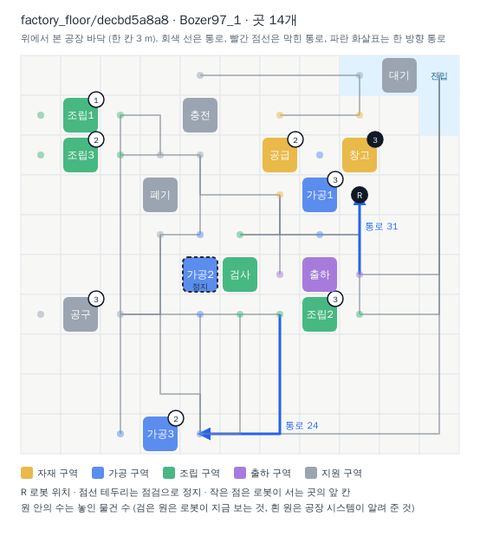 factory_floor/decbd5a8a8 · Bozer97_1 · 곳 14개
위에서 본 공장 바닥 (한 칸 3 m). 회색 선은 통로, 빨간 점선은 막힌 통로, 파란 화살표는 한 방향 통로
대기
1
조립1
충전
2
조립3
2
공급
3
창고
폐기
3
가공1
R
통로 31
가공2
정지
검사
출하
3
공구
3
조립2
2
가공3
통로 24
자재 구역
가공 구역
조립 구역
출하 구역
지원 구역
R 로봇 위치 · 점선 테두리는 점검으로 정지 · 작은 점은 로봇이 서는 곳의 앞 칸
원 안의 수는 놓인 물건 수 (검은 원은 로봇이 지금 보는 것, 흰 원은 공장 시스템이 알려 준 것)